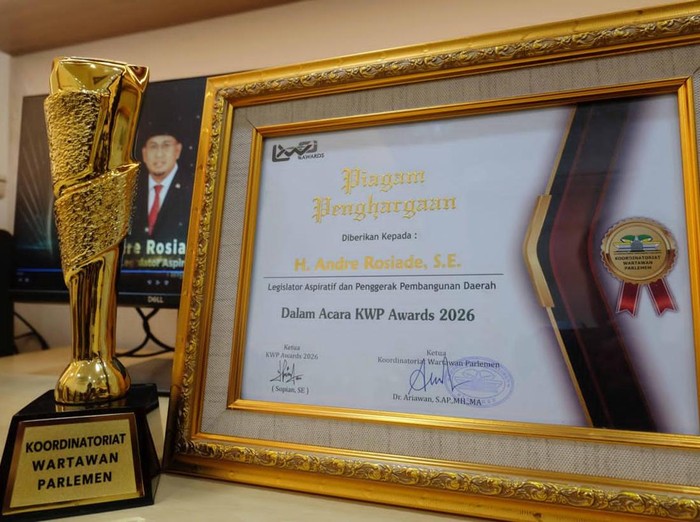 KOORDINATORIAT
WARTAWAN
PARLEMEN
re Rosia
DELL
AWARDS
Piagam
Penghargaan
Diberikan Kepada :
H. Andre Rosiade, S.E.
Legislator Aspiratif dan Penggerak Pembangunan Daerah
Dalam Acara KWP Awards 2026
Ketua
KWP Awards 2026
( Sopian, SE )
Ketua
Koordinatoriat Wartawan Parlemen
Dr. Ariawan, S.AP.,MH.,MA
KOORDINATORIAT
WARTAWAN
PARLEMEN